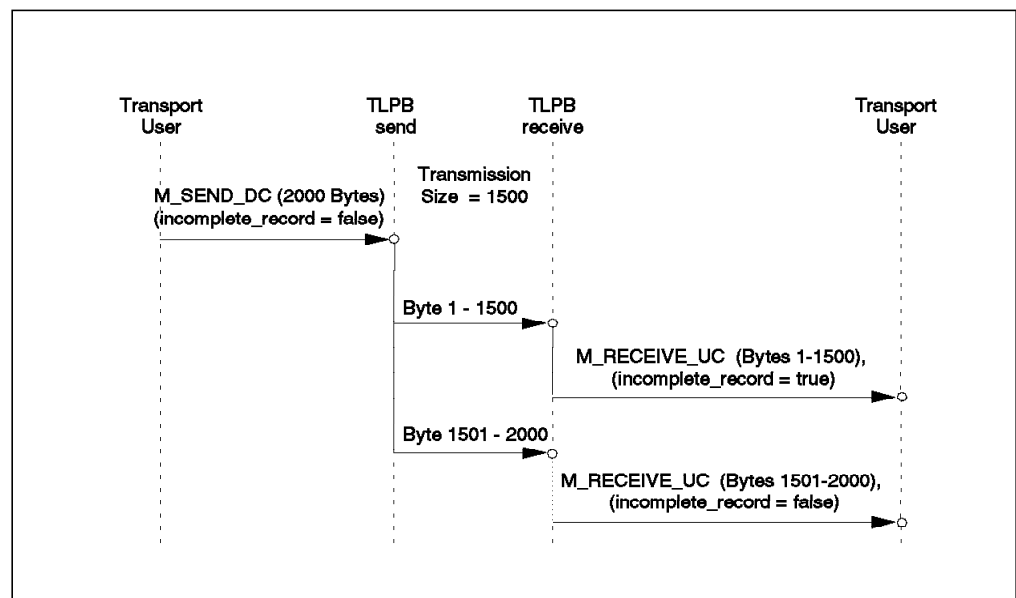 Transport
User
TLPB
send
TLPB
receive
Transport
User
Transmission
Size = 1500
M_SEND_DC (2000 Bytes)
(incomplete_record = false)
Byte 1 - 1500
M_RECEIVE_UC (Bytes 1-1500),
(incomplete_record = true)
Byte 1501 - 2000
M_RECEIVE_UC (Bytes 1501-2000),
(incomplete_record = false)